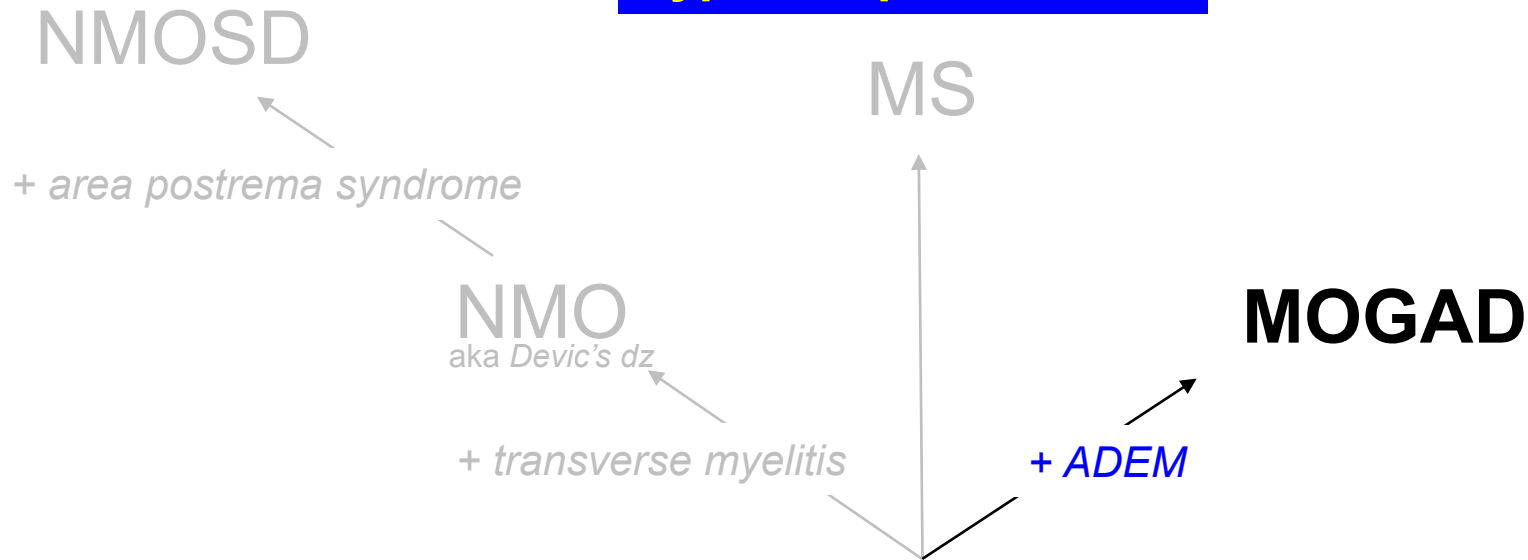 NMOSD
MS
+ area postrema syndrome
NMO
aka Devic's dz
MOGAD
+ transverse myelitis
+ ADEM